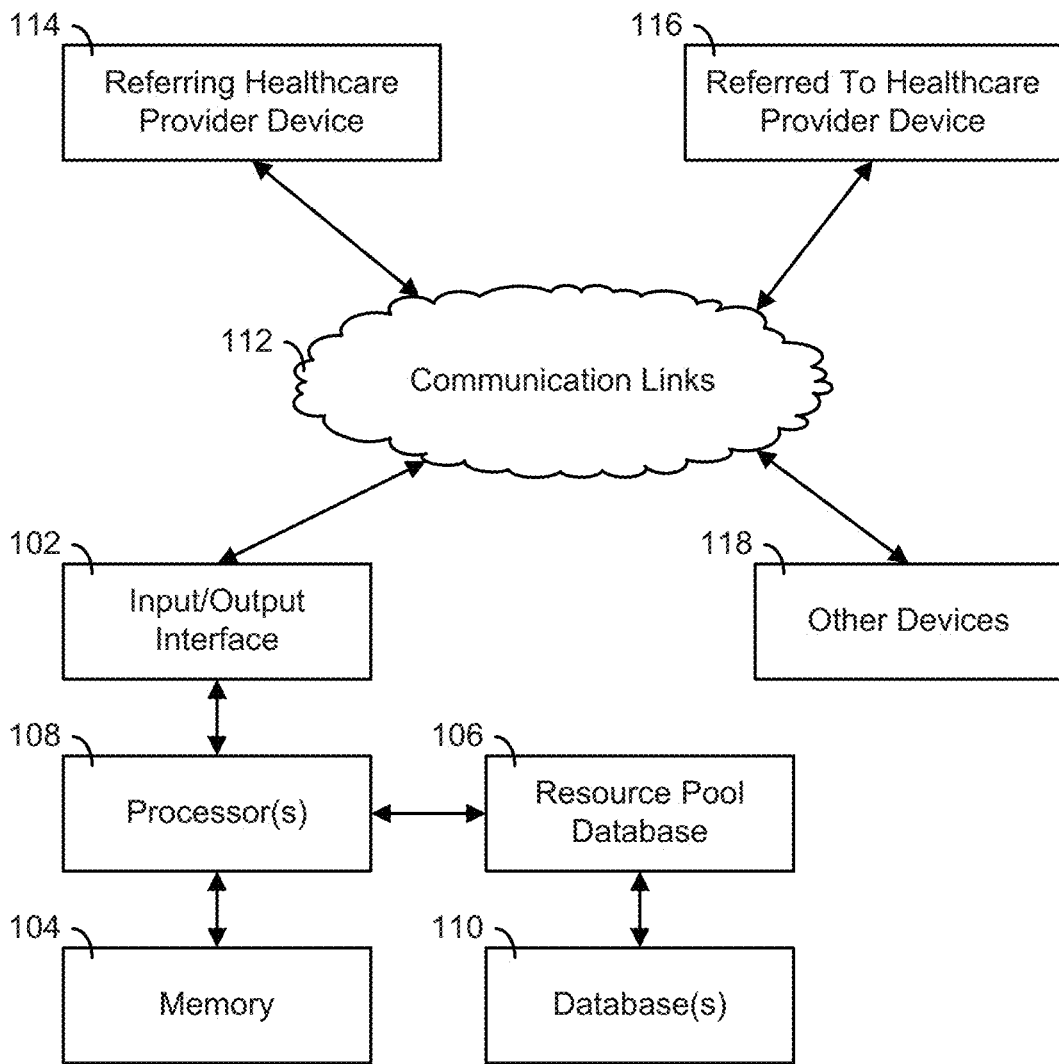 114
Referring Healthcare
Provider Device
116
Referred To Healthcare
Provider Device
112
Communication Links
102
Input/Output
Interface
118
Other Devices
108
Processor(s)
106
Resource Pool
Database
104
Memory
110
Database(s)